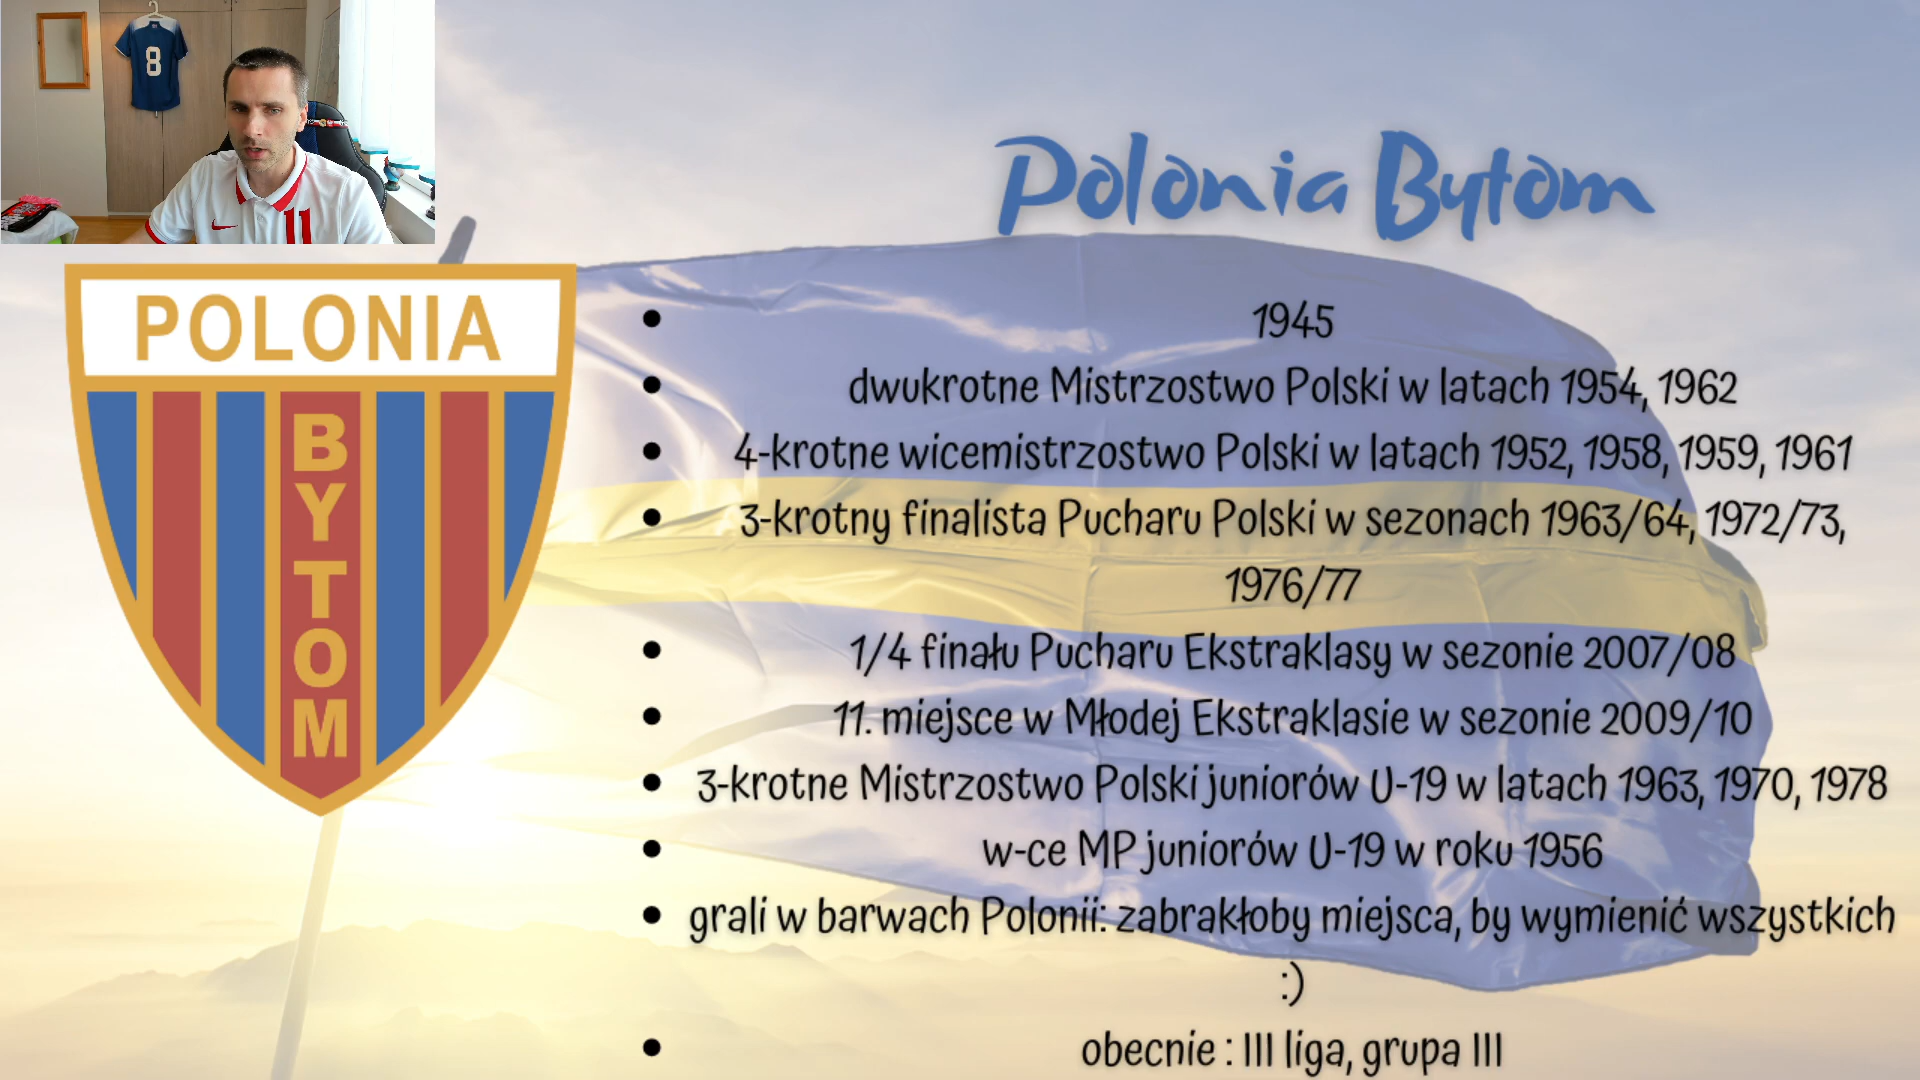 8
11
Polonia Bytom
POLONIA
BYTOM
1945
dwukrotne Mistrzostwo Polski w latach 1954, 1962
4-krotne wicemistrzostwo Polski w latach 1952, 1958, 1959, 1961
3-krotny finalista Pucharu Polski w sezonach 1963/64, 1972/73,
1976/77
1/4 finału Pucharu Ekstraklasy w sezonie 2007/08
11. miejsce w Młodej Ekstraklasie w sezonie 2009/10
3-krotne Mistrzostwo Polski juniorów U-19 w latach 1963, 1970, 1978
w-ce MP juniorów U-19 w roku 1956
grali w barwach Polonii: zabrakłoby miejsca, by wymienić wszystkich
:)
obecnie : III liga, grupa III